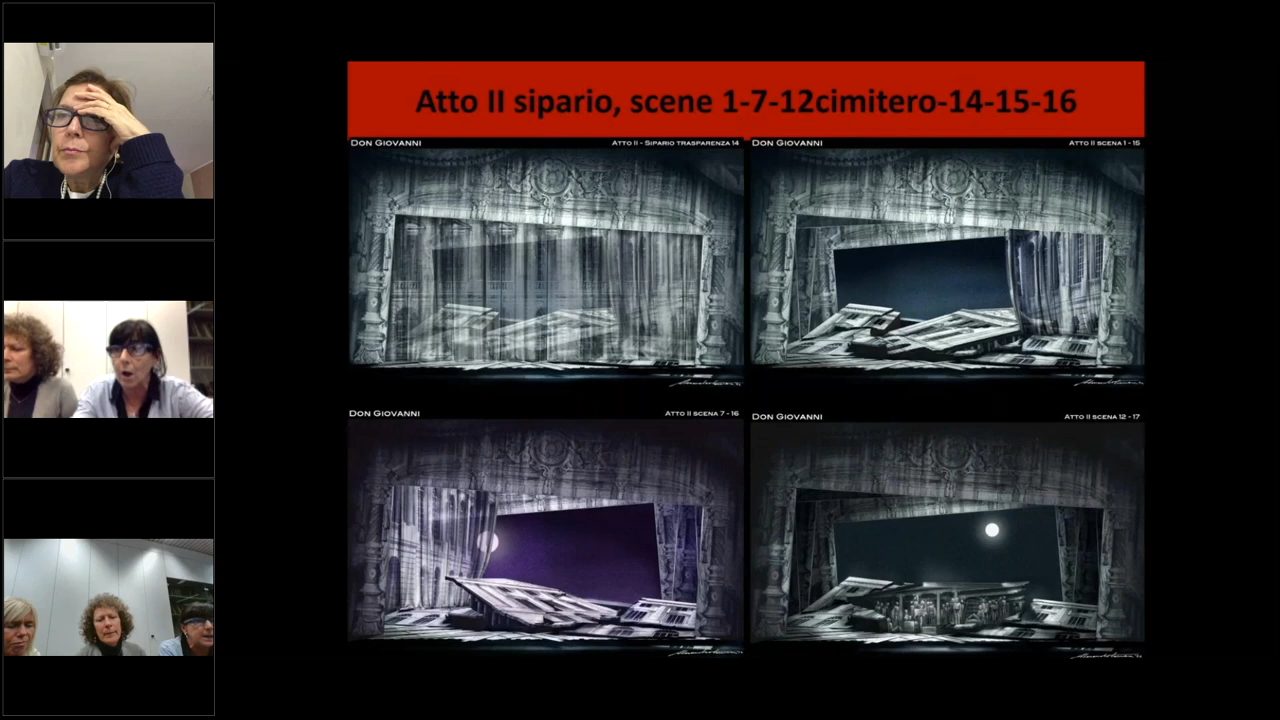 Atto II sipario, scene 1-7-12cimitero-14-15-16
DON GIOVANNI
ATTO II - SIPARIO TRASPARENZA 14
DON GIOVANNI
ATTO II SCENA 1 - 15
DON GIOVANNI
ATTO II SCENA 7 - 16
DON GIOVANNI
ATTO II SCENA 12 - 17